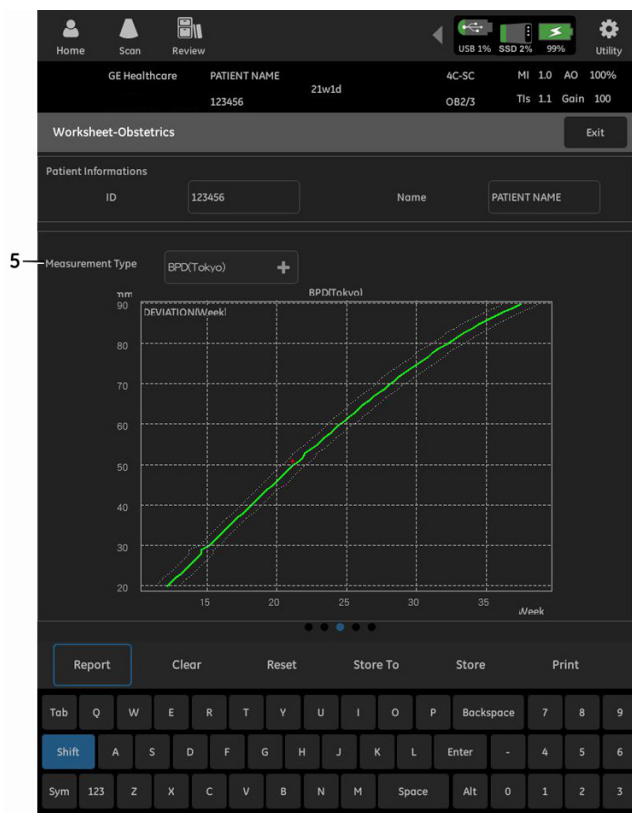 Home Scan Review USB 1% SSD 2% 99% Utility
GE Healthcare PATIENT NAME 21w1d 4C-SC MI 1.0 AO 100%
123456 OB2/3 TIs 1.1 Gain 100
Worksheet-Obstetrics Exit
Patient Informations
ID 123456 Name PATIENT NAME
5 Measurement Type BPD(Tokyo) +
mm BPD(Tokyo)
90 DEVIATION(Week)
80
70
60
50
40
30
20
15 20 25 30 35
Week
Report Clear Reset Store To Store Print
Tab Q W E R T Y U I O P Backspace 7 8 9
Shift A S D F G H J K L Enter - 4 5 6
Sym 123 Z X C V B N M Space Alt 0 1 2 3